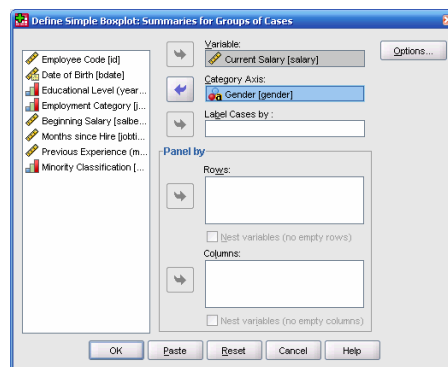 Define Simple Boxplot: Summaries for Groups of Cases
Employee Code [id]
Date of Birth [bdate]
Educational Level (year...
Employment Category [j...
Beginning Salary [salbe...
Months since Hire [jobti...
Previous Experience (m...
Minority Classification [...
Variable:
Current Salary [salary]
Category Axis:
Gender [gender]
Label Cases by :
Options...
Panel by
Rows:
Nest variables (no empty rows)
Columns:
Nest variables (no empty columns)
OK Paste Reset Cancel Help